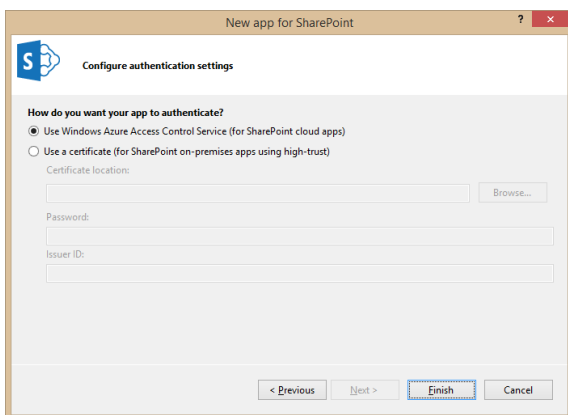 New app for SharePoint
? ×
S
Configure authentication settings
How do you want your app to authenticate?
Use Windows Azure Access Control Service (for SharePoint cloud apps)
Use a certificate (for SharePoint on-premises apps using high-trust)
Certificate location:
Browse...
Password:
Issuer ID:
< Previous Next > Finish Cancel